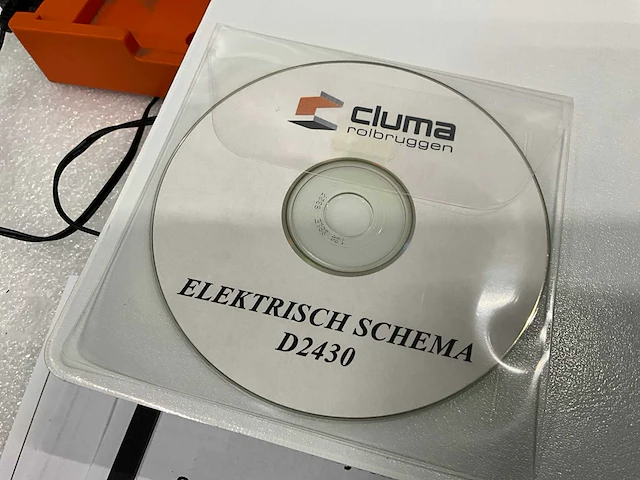 cluma
rolbruggen
ELEKTRISCH SCHEMA
D2430